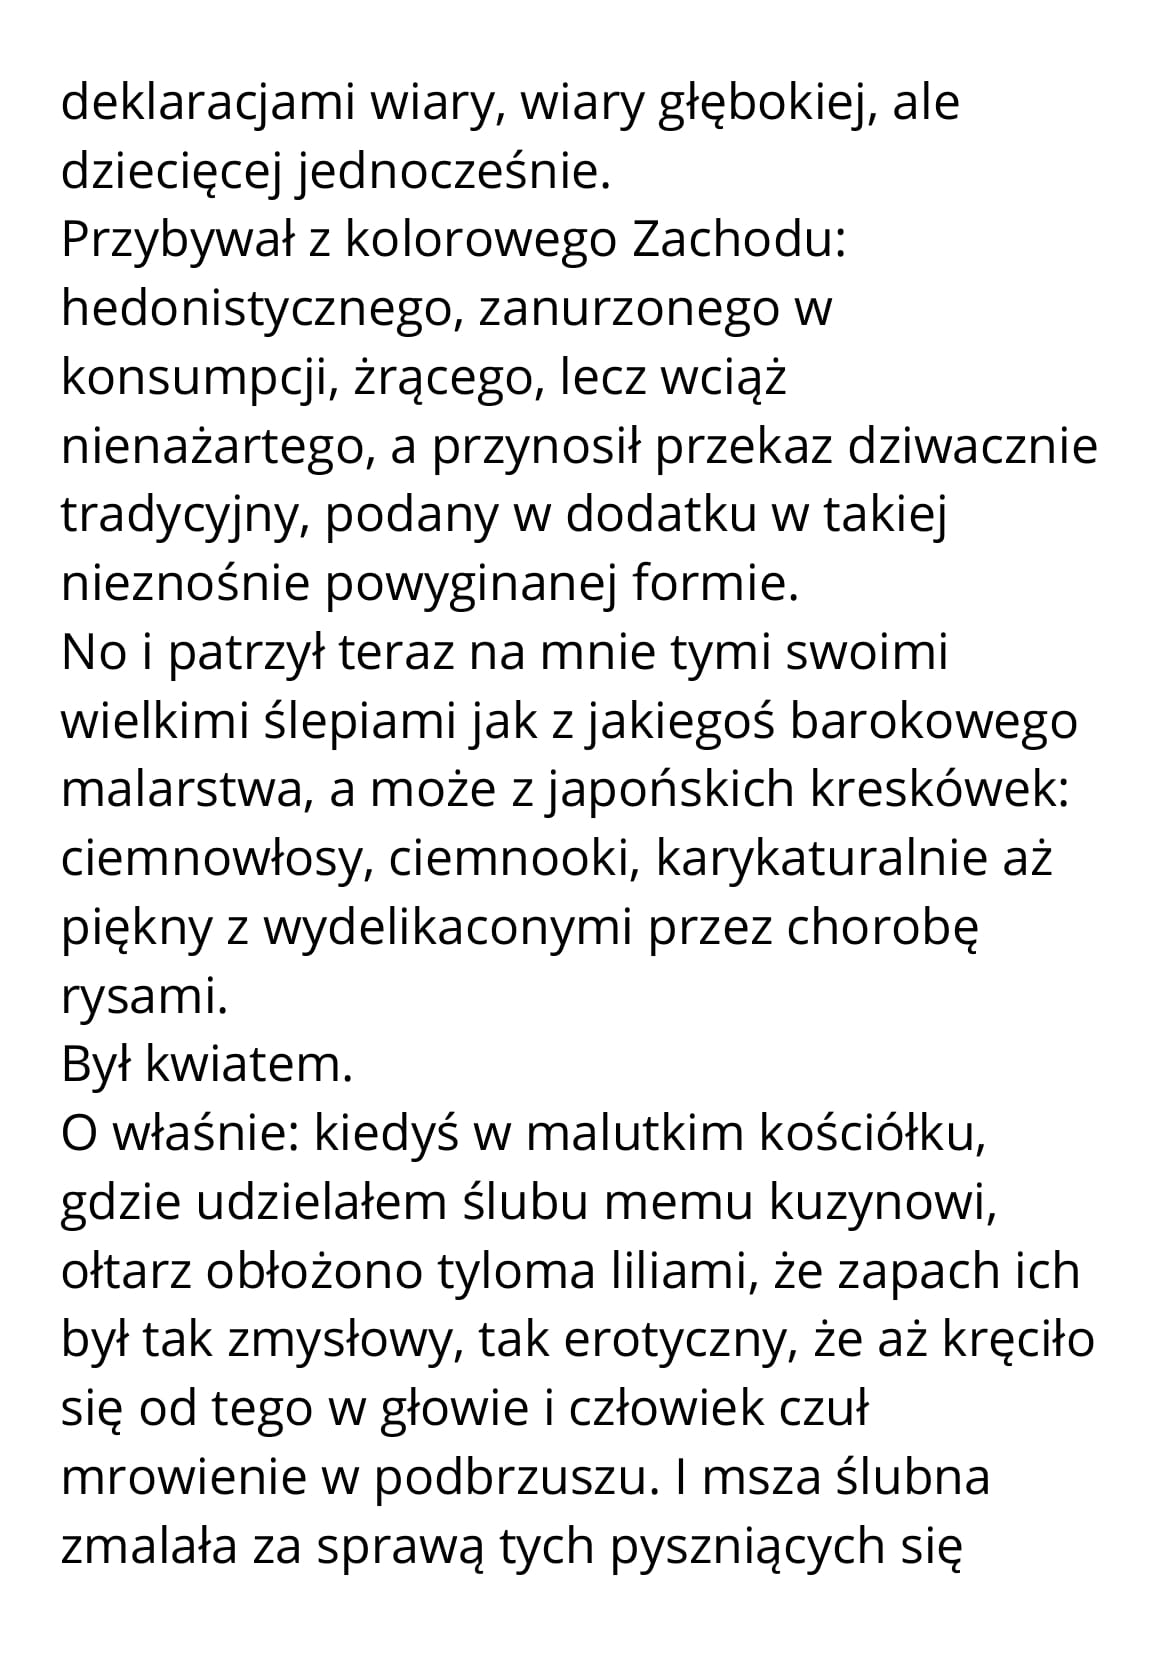 deklaracjami wiary, wiary głębokiej, ale
dziecięcej jednocześnie.
Przybywał z kolorowego Zachodu:
hedonistycznego, zanurzonego w
konsumpcji, żrącego, lecz wciąż
nienażartego, a przynosił przekaz dziwacznie
tradycyjny, podany w dodatku w takiej
nieznośnie powyginanej formie.
No i patrzył teraz na mnie tymi swoimi
wielkimi ślepiami jak z jakiegoś barokowego
malarstwa, a może z japońskich kreskówek:
ciemnowłosy, ciemnooki, karykaturalnie aż
piękny z wydelikaconymi przez chorobę
rysami.
Był kwiatem.
O właśnie: kiedyś w malutkim kościółku,
gdzie udzielałem ślubu memu kuzynowi,
ołtarz obłożono tyloma liliami, że zapach ich
był tak zmysłowy, tak erotyczny, że aż kręciło
się od tego w głowie i człowiek czuł
mrowienie w podbrzuszu. I msza ślubna
zmalała za sprawą tych pyszniących się